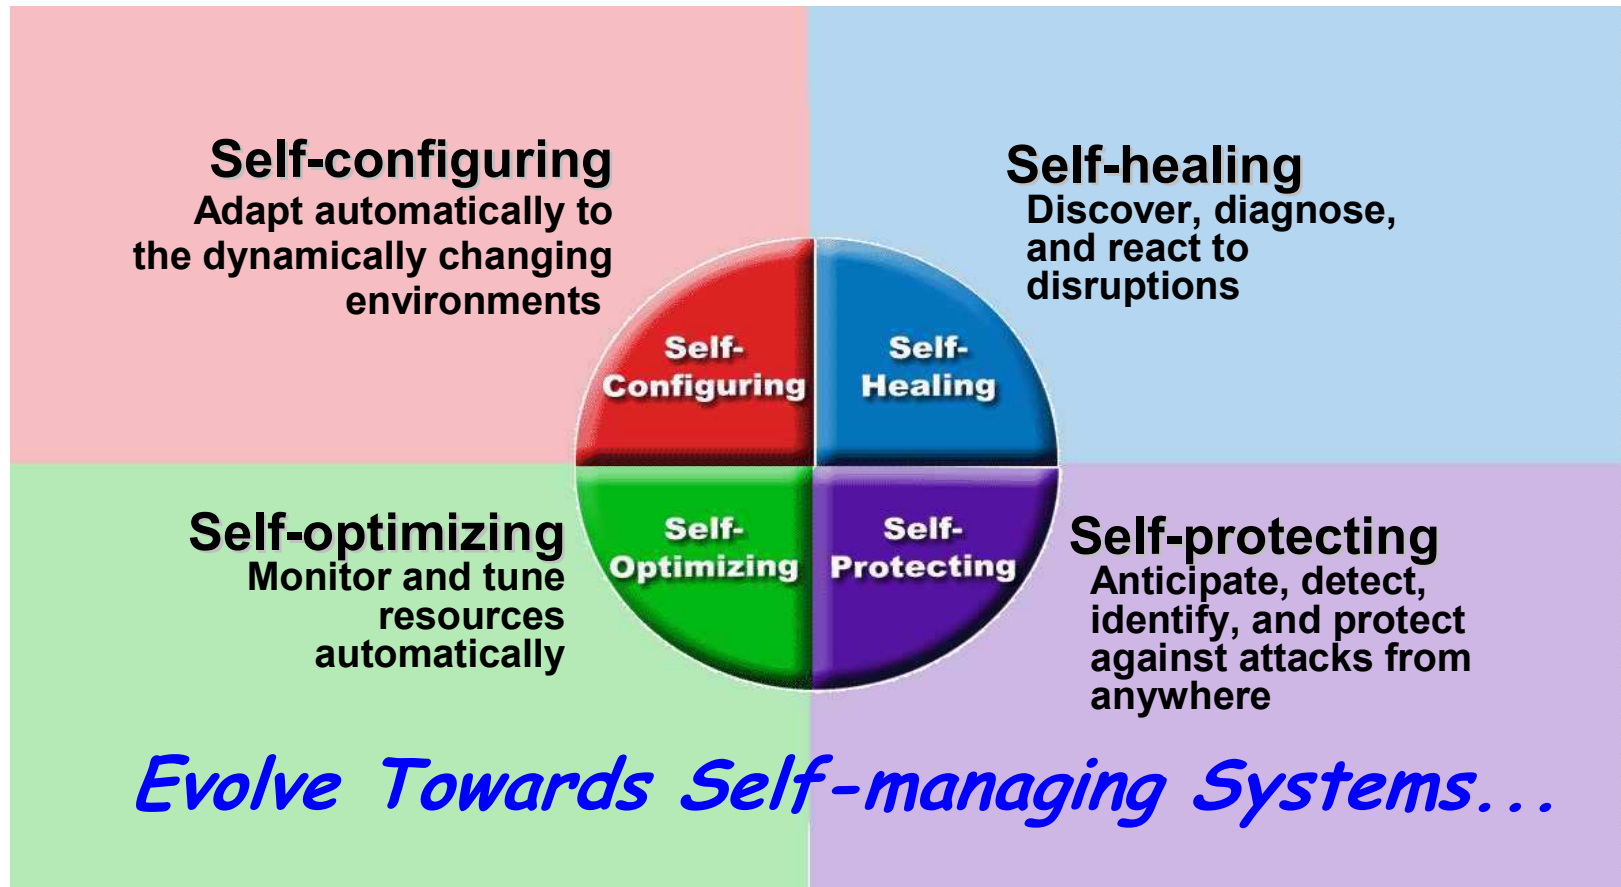 Self-configuring
Adapt automatically to
the dynamically changing
environments
Self-healing
Discover, diagnose,
and react to
disruptions
Self-
Configuring
Self-
Healing
Self-
Optimizing
Self-
Protecting
Self-optimizing
Monitor and tune
resources
automatically
Self-protecting
Anticipate, detect,
identify, and protect
against attacks from
anywhere
Evolve Towards Self-managing Systems...